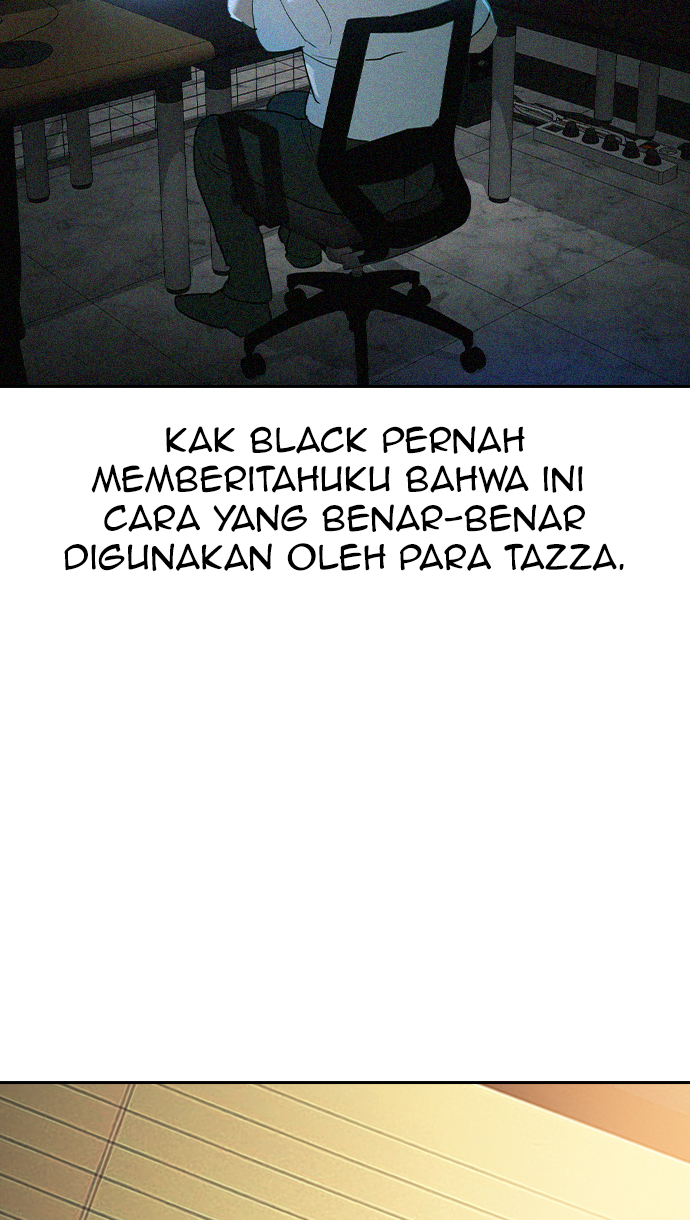 KAK BLACK PERNAH
MEMBERITAHUKU BAHWA INI
CARA YANG BENAR-BENAR
DIGUNAKAN OLEH PARA TAZZA.